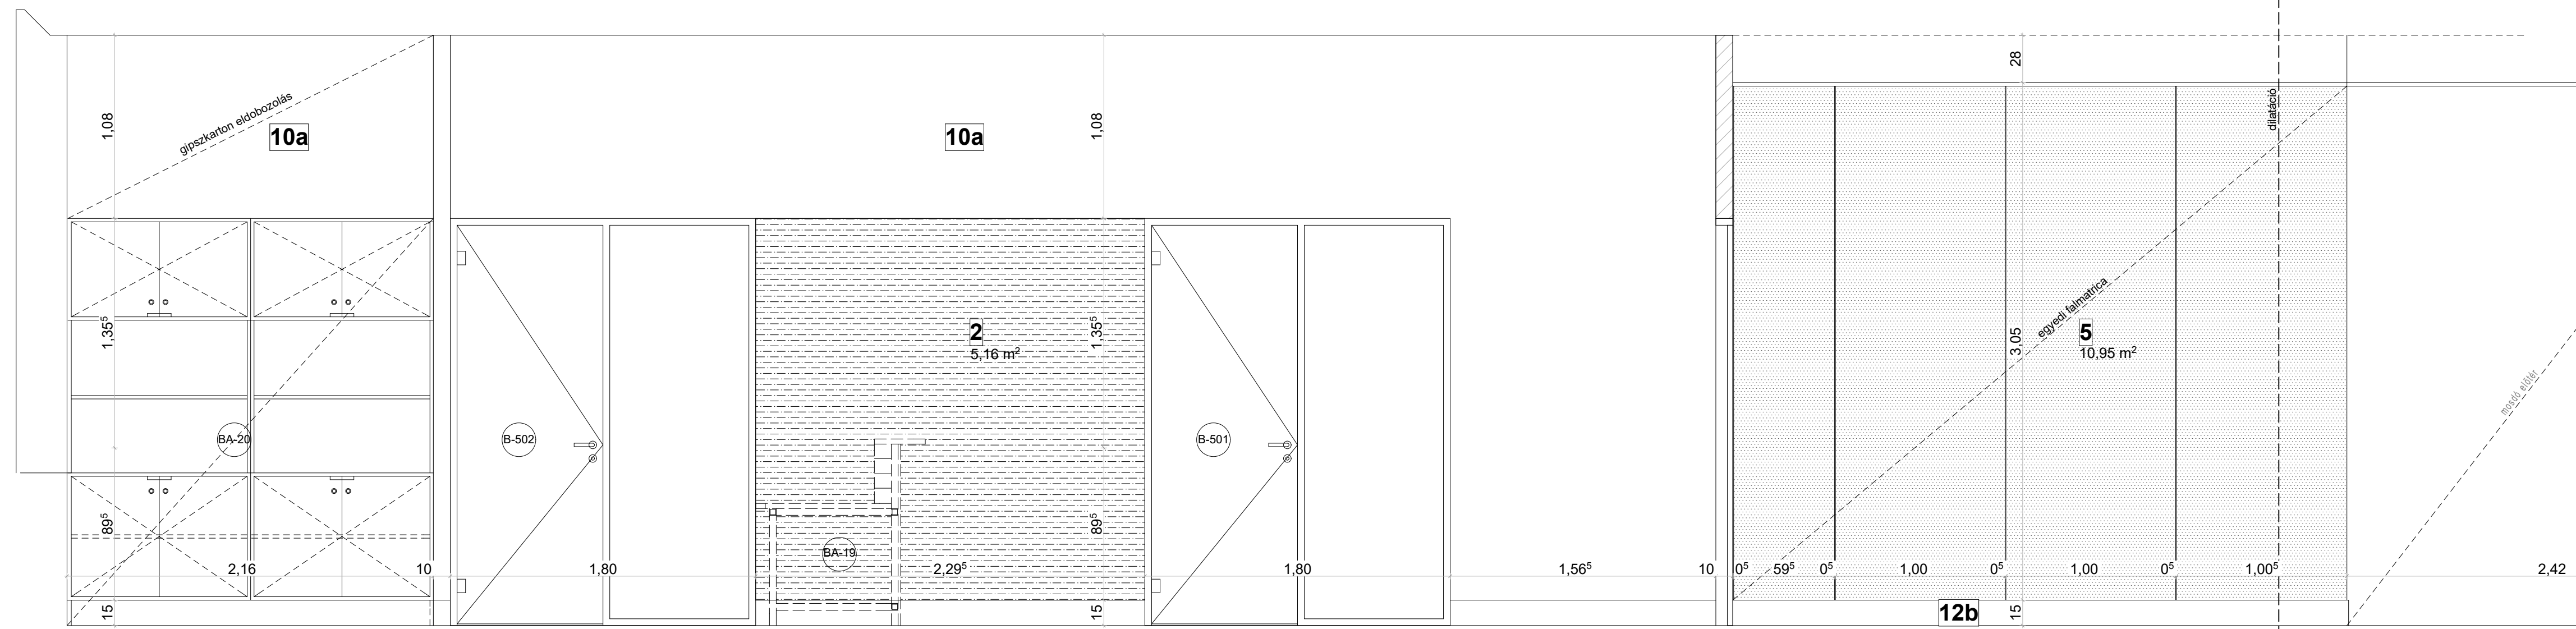 28
dilatáció
1,08
gipszkarton eldobozolás
10a
10a
1,08
1,35⁵
2
5,16 m²
1,35⁵
egyedi falmatrica
3,05
5
10,95 m²
mosdó előtér
BA-20
B-502
B-501
89⁵
89⁵
BA-19
2,16
10
1,80
2,29⁵
1,80
1,56⁵
10
0⁵
59⁵
0⁵
1,00
0⁵
1,00
0⁵
1,00⁵
2,42
15
15
12b
15